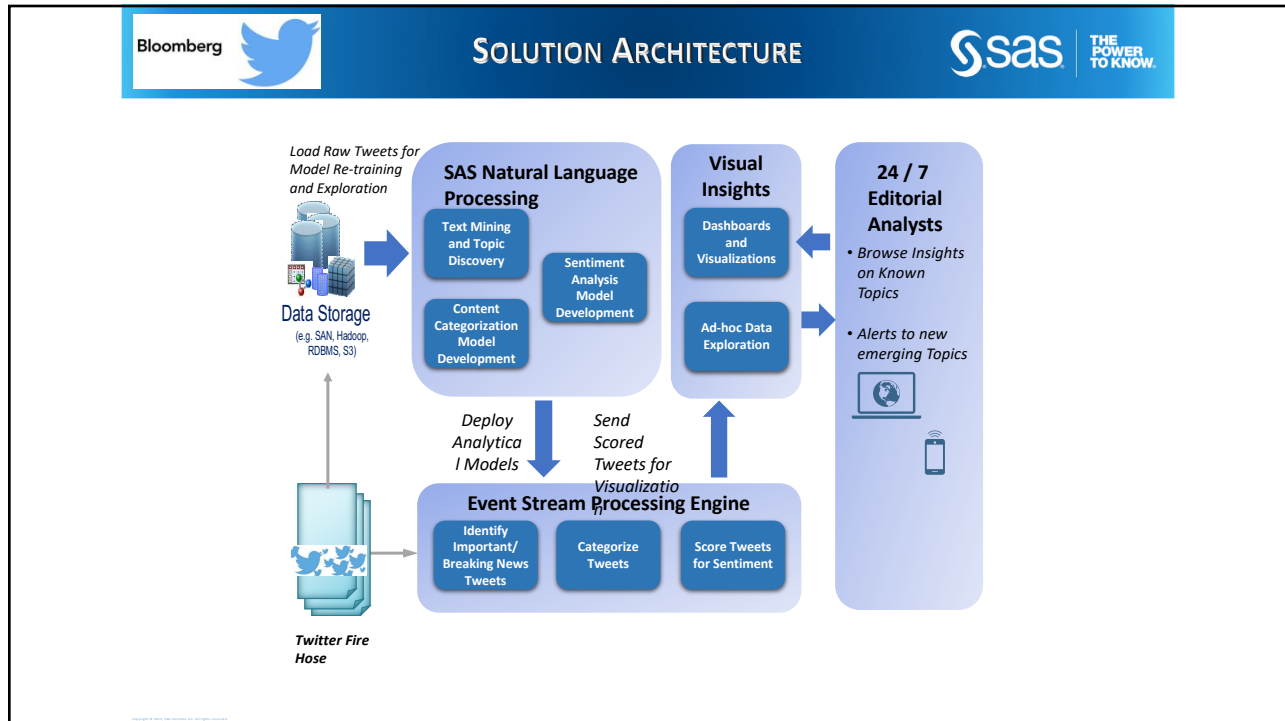 Bloomberg
SOLUTION ARCHITECTURE
sas
THE
POWER
TO KNOW.
Load Raw Tweets for
Model Re-training
and Exploration
Data Storage
(e.g. SAN, Hadoop,
RDBMS, S3)
SAS Natural Language
Processing
Text Mining
and Topic
Discovery
Sentiment
Analysis
Model
Development
Content
Categorization
Model
Development
Visual
Insights
Dashboards
and
Visualizations
Ad-hoc Data
Exploration
24 / 7
Editorial
Analysts
• Browse Insights
on Known
Topics
• Alerts to new
emerging Topics
Deploy
Analytica
l Models
Send
Scored
Tweets for
Visualizatio
n
Event Stream Processing Engine
Identify
Important/
Breaking News
Tweets
Categorize
Tweets
Score Tweets
for Sentiment
Twitter Fire
Hose